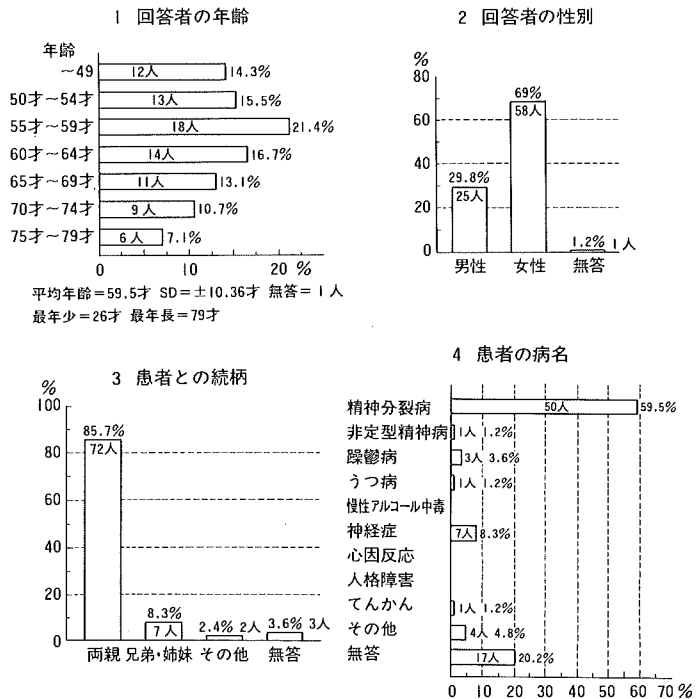 1 回答者の年齢
年齢
～49 12人 14.3%
50才～54才 13人 15.5%
55才～59才 18人 21.4%
60才～64才 14人 16.7%
65才～69才 11人 13.1%
70才～74才 9人 10.7%
75才～79才 6人 7.1%
0 10 20 %
平均年齢＝59.5才 SD＝±10.36才 無答＝1人
最年少＝26才 最年長＝79才
2 回答者の性別
%
80
69%
58人
60
40
29.8%
25人
20
1.2% 1人
0
男性 女性 無答
3 患者との続柄
%
100
85.7%
72人
80
60
40
20
8.3%
7人
2.4% 2人 3.6% 3人
0
両親 兄弟・姉妹 その他 無答
4 患者の病名
精神分裂病 50人 59.5%
非定型精神病 1人 1.2%
躁鬱病 3人 3.6%
うつ病 1人 1.2%
慢性アルコール中毒
神経症 7人 8.3%
心因反応
人格障害
てんかん 1人 1.2%
その他 4人 4.8%
無答 17人 20.2%
0 10 20 30 40 50 60 70 %